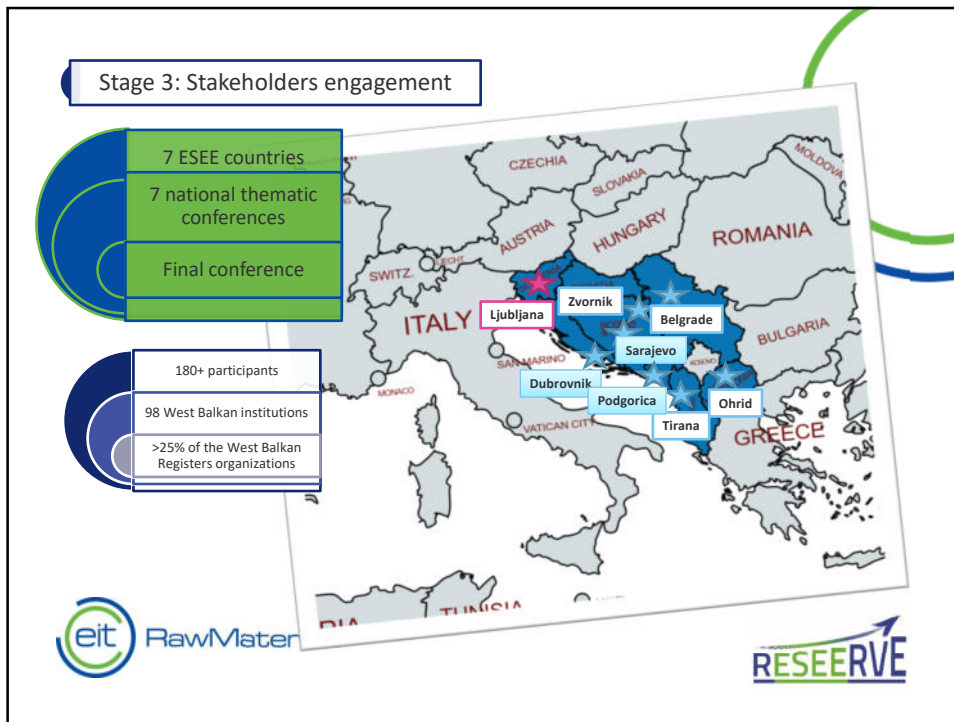 Stage 3: Stakeholders engagement
7 ESEE countries
7 national thematic
conferences
Final conference
180+ participants
98 West Balkan institutions
>25% of the West Balkan
Registers organizations
CZECHIA
SLOVAKIA
MOLDOVA
AUSTRIA
HUNGARY
ROMANIA
LIECHT.
SWITZ.
ITALY
Zvornik
Ljubljana
Belgrade
BULGARIA
SAN MARINO
Sarajevo
KOSOVO
Dubrovnik
MONACO
Podgorica
Ohrid
VATICAN CITY
Tirana
GREECE
TUNISIA
eit RawMater
RESEERVE